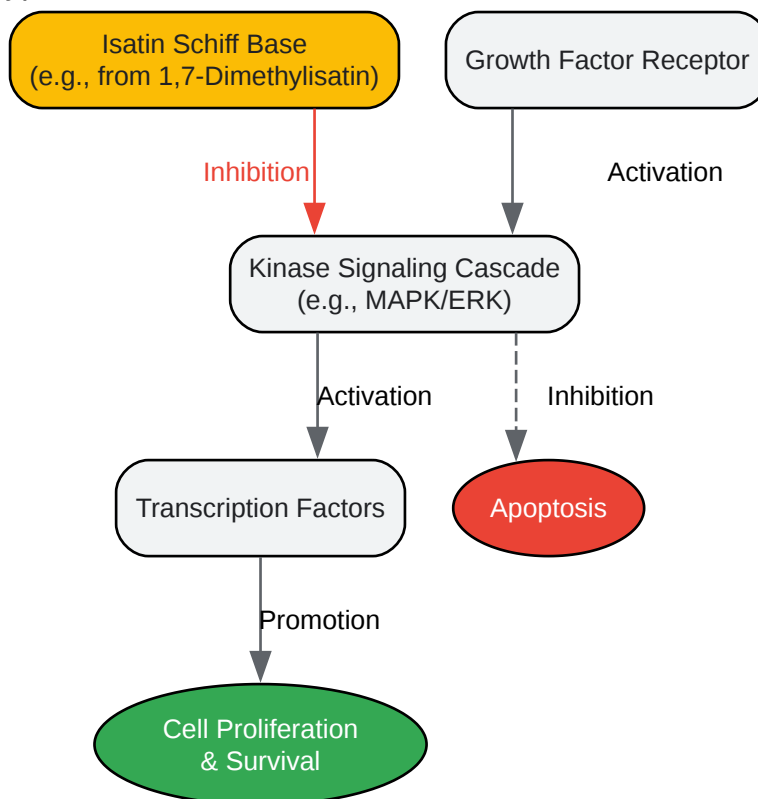 Isatin Schiff Base
(e.g., from 1,7-Dimethylisatin)
Growth Factor Receptor
Inhibition
Activation
Kinase Signaling Cascade
(e.g., MAPK/ERK)
Activation
Inhibition
Transcription Factors
Apoptosis
Promotion
Cell Proliferation
& Survival